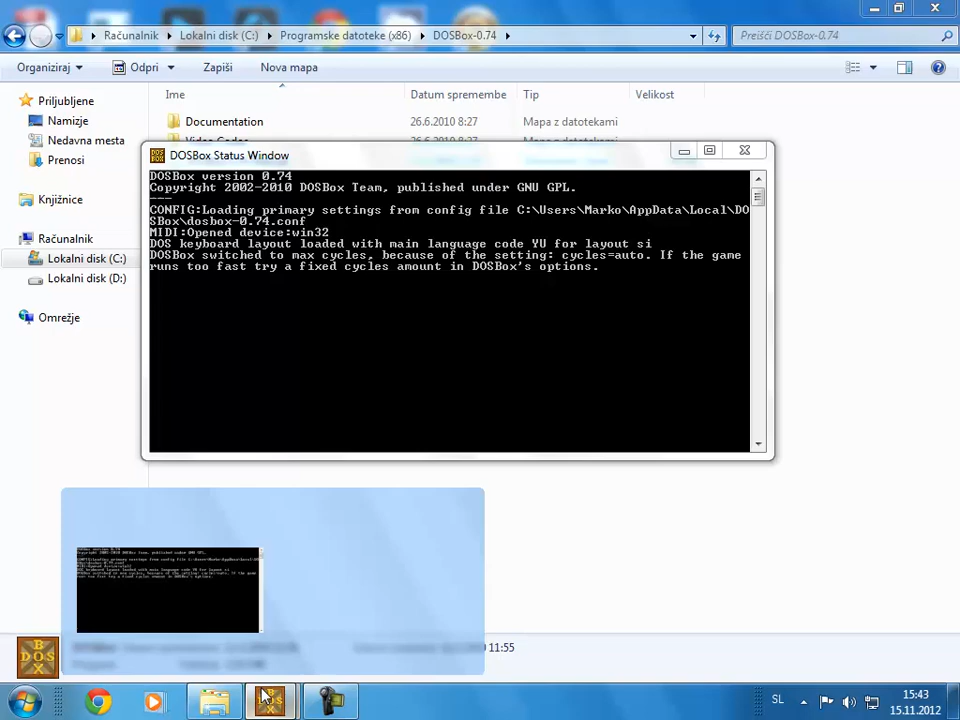 Računalnik
Lokalni disk (C:)
Programske datoteke (x86)
DOSBox-0.74
Preišči DOSBox-0.74
Organiziraj
Odpri
Zapiši
Nova mapa
Priljubljene
Namizje
Nedavna mesta
Prenosi
Knjižnice
Računalnik
Lokalni disk (C:)
Lokalni disk (D:)
Omrežje
Ime
Datum spremembe
Tip
Velikost
Documentation
26.6.2010 8:27
Mapa z datotekami
DOSBox Status Window
DOSBox version 0.74
Copyright 2002-2010 DOSBox Team, published under GNU GPL.
---
CONFIG:Loading primary settings from config file C:\Users\Marko\AppData\Local\DO
SBox\dosbox-0.74.conf
MIDI:Opened device:win32
DOS keyboard layout loaded with main language code YU for layout si
DOSBox switched to max cycles, because of the setting: cycles=auto. If the game
runs too fast try a fixed cycles amount in DOSBox's options.
BOX
DOS
11:55
SL
15:43
15.11.2012